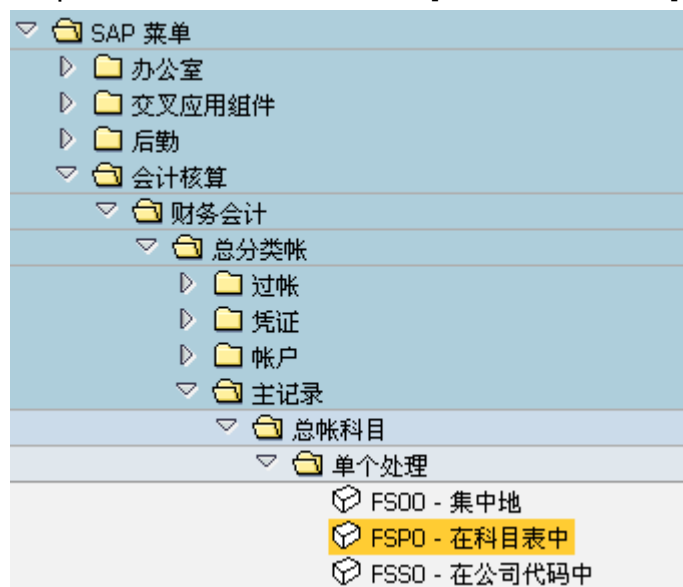 SAP 菜单
办公室
交叉应用组件
后勤
会计核算
财务会计
总分类帐
过帐
凭证
帐户
主记录
总帐科目
单个处理
FS00 - 集中地
FSP0 - 在科目表中
FSS0 - 在公司代码中